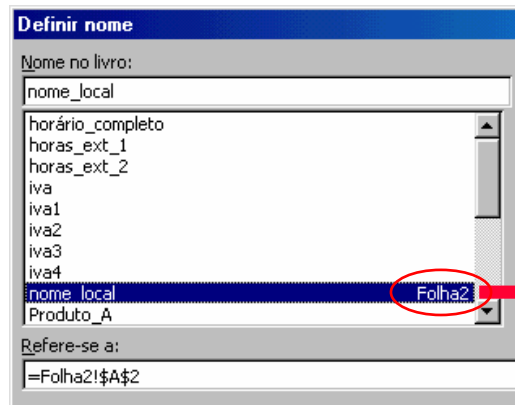 Definir nome
Nome no livro:
nome_local
horário_completo
horas_ext_1
horas_ext_2
iva
iva1
iva2
iva3
iva4
nome_local Folha2
Produto_A
Refere-se a:
=Folha2!$A$2